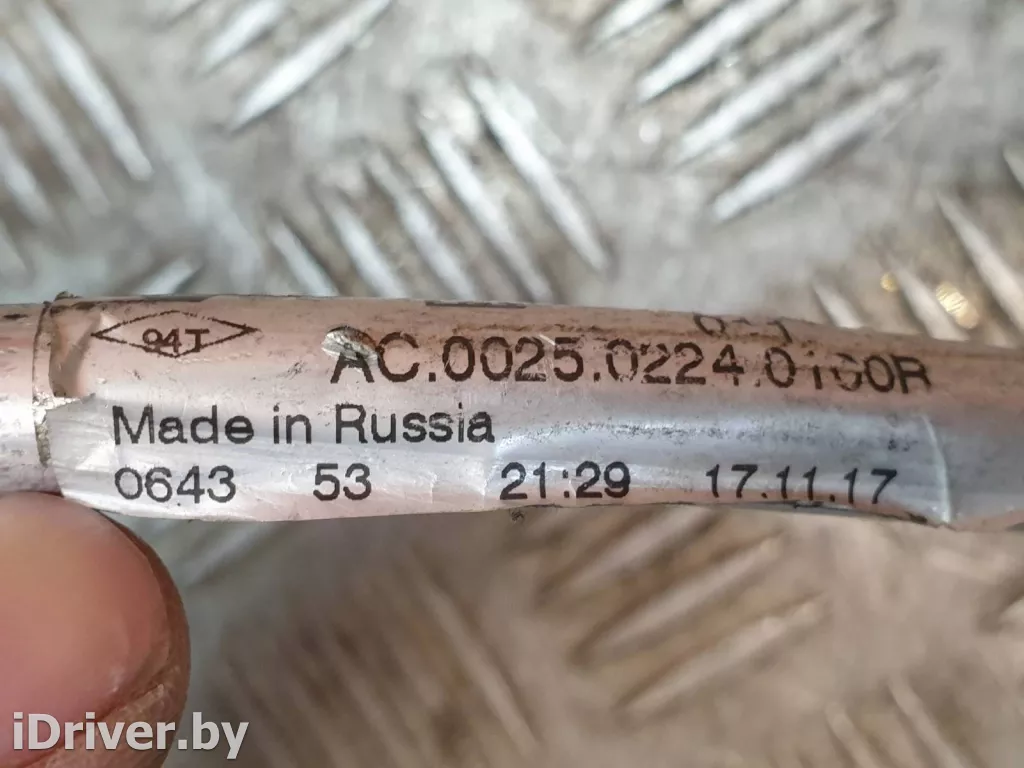 94T
AC.0025.0224.0160R
Made in Russia
0643 53 21:29 17.11.17
iDriver.by